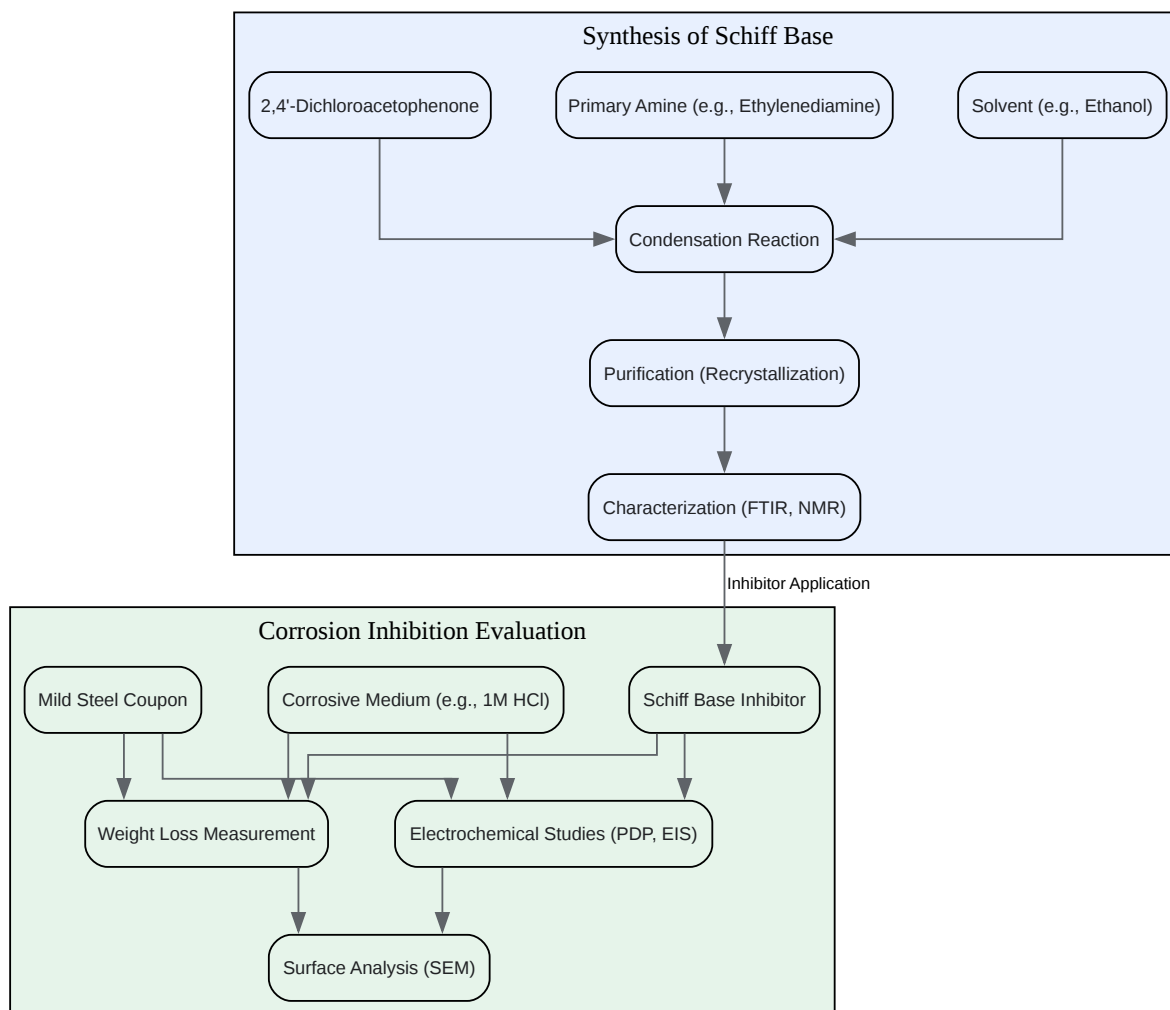 Synthesis of Schiff Base
2,4'-Dichloroacetophenone
Primary Amine (e.g., Ethylenediamine)
Solvent (e.g., Ethanol)
Condensation Reaction
Purification (Recrystallization)
Characterization (FTIR, NMR)
Inhibitor Application
Corrosion Inhibition Evaluation
Mild Steel Coupon
Corrosive Medium (e.g., 1M HCl)
Schiff Base Inhibitor
Weight Loss Measurement
Electrochemical Studies (PDP, EIS)
Surface Analysis (SEM)